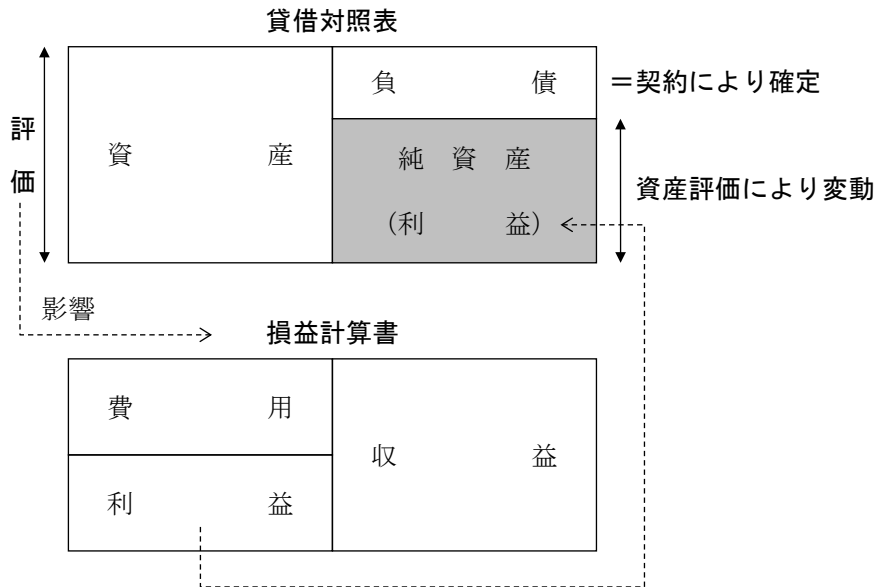 貸借対照表
負　　　債
＝契約により確定
評
価
資　　　産
純　資　産
（利　　　益）
資産評価により変動
影響
損益計算書
費　　　用
収　　　益
利　　　益